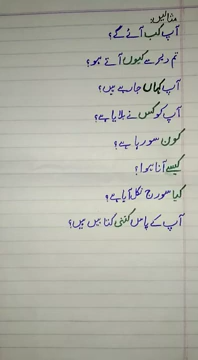 مثالیں:
آپ کب آئے گے؟
تم دیر سے کیوں آتے ہو؟
آپ کہاں جا رہے ہیں؟
آپ کو کس نے بلایا ہے؟
کون سو رہا ہے؟
کیسے آنا ہوا؟
کیا سورج نکل آیا ہے؟
آپ کے پاس کتنی کتابیں ہیں؟